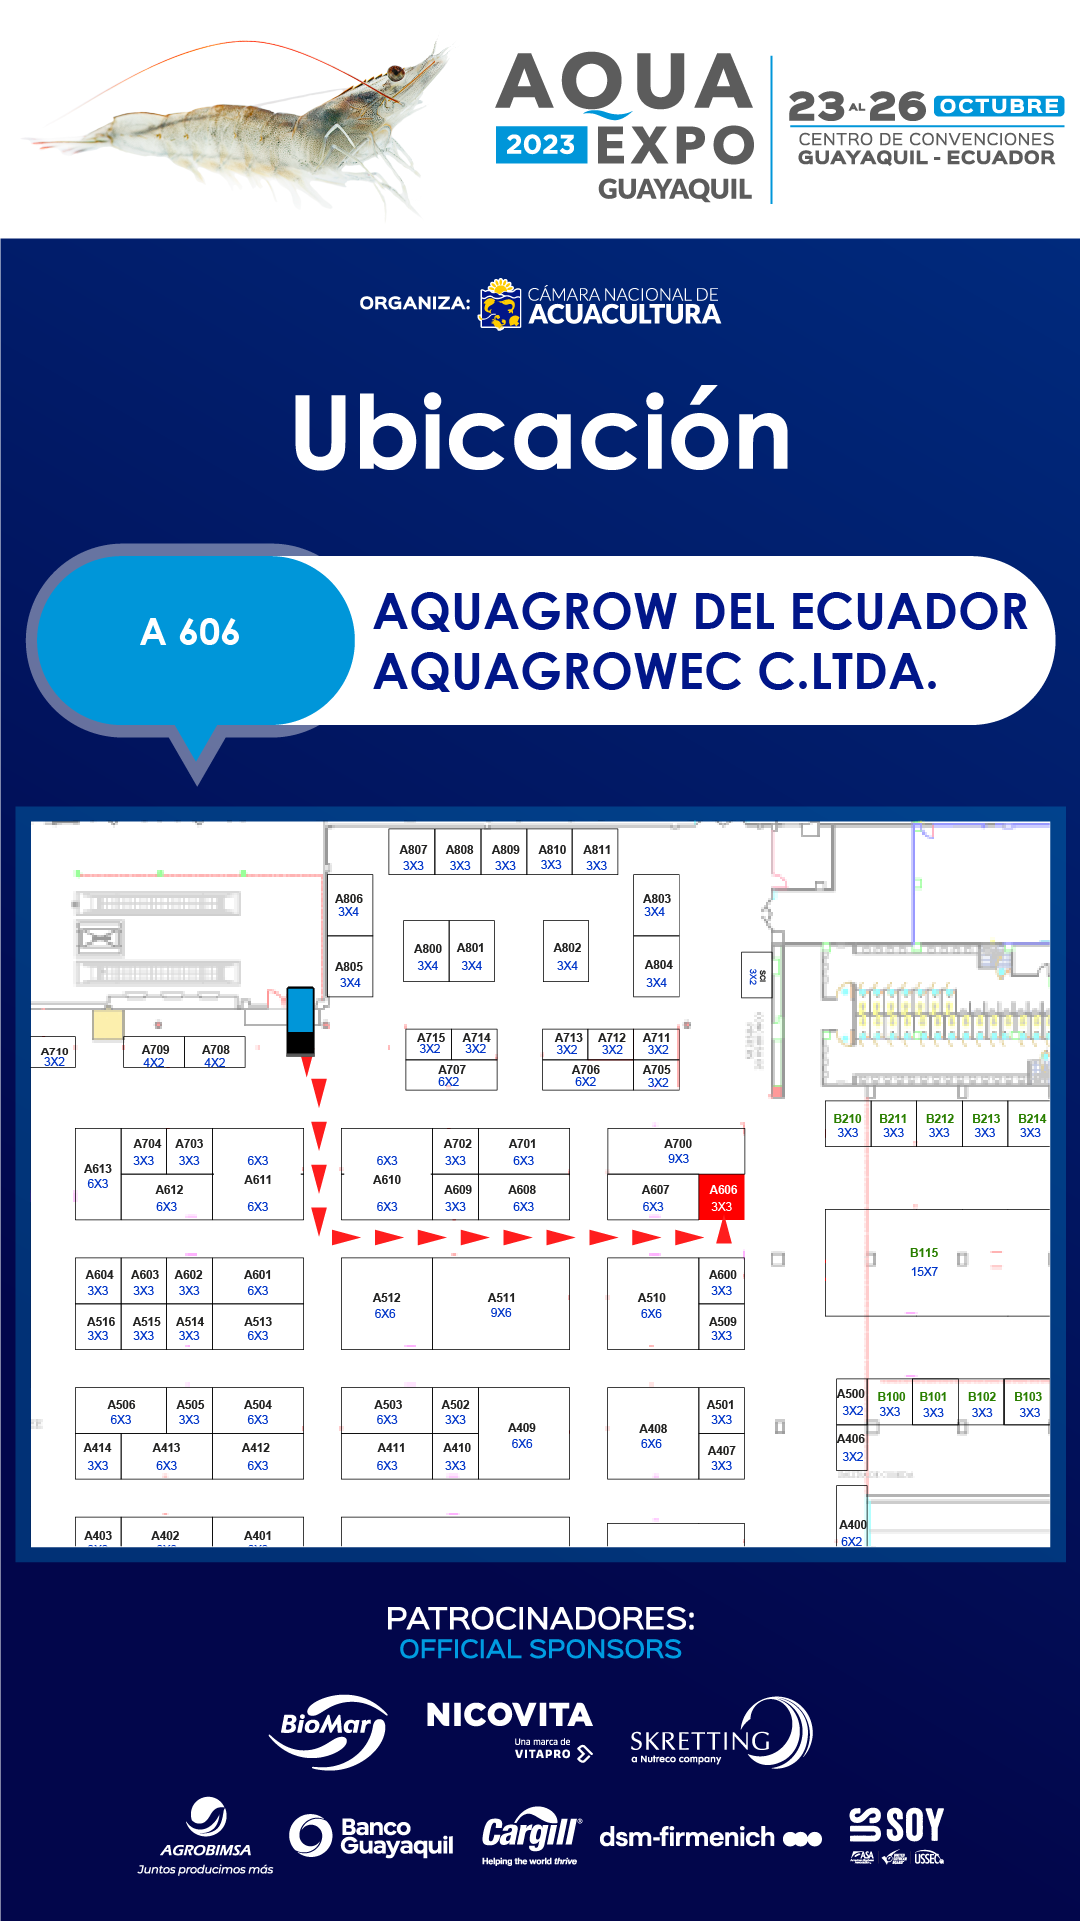 AQUA
2023 EXPO
GUAYAQUIL
23 AL 26 OCTUBRE
CENTRO DE CONVENCIONES
GUAYAQUIL - ECUADOR
ORGANIZA:
CÁMARA NACIONAL DE
ACUACULTURA
Ubicación
A 606
AQUAGROW DEL ECUADOR
AQUAGROWEC C.LTDA.
A807 A808 A809 A810 A811
3X3 3X3 3X3 3X3 3X3
A806 A803
3X4 3X4
A800 A801 A802
3X4 3X4 3X4
A805 A804
3X4 3X4
SCI
3X2
A715 A714 A713 A712 A711
3X2 3X2 3X2 3X2 3X2
A710 A709 A708
3X2 4X2 4X2
A707 A706 A705
6X2 6X2 3X2
B210 B211 B212 B213 B214
3X3 3X3 3X3 3X3 3X3
A704 A703 A702 A701 A700
3X3 3X3 6X3 6X3 3X3 6X3 9X3
A613 A611 A610
6X3
A612 A609 A608 A607 A606
6X3 6X3 6X3 3X3 6X3 6X3 3X3
B115
15X7
A604 A603 A602 A601 A600
3X3 3X3 3X3 6X3 3X3
A512 A511 A510
6X6 9X6 6X6
A516 A515 A514 A513 A509
3X3 3X3 3X3 6X3 3X3
A500 B100 B101 B102 B103
3X2 3X3 3X3 3X3 3X3
A506 A505 A504 A503 A502 A501
6X3 3X3 6X3 6X3 3X3 3X3
A409 A408
6X6 6X6
A414 A413 A412 A411 A410 A407 A406
3X3 6X3 6X3 6X3 3X3 3X3 3X2
A403 A402 A401 A400
6X2
PATROCINADORES:
OFFICIAL SPONSORS
BioMar
NICOVITA
Una marca de
VITAPRO
SKRETTING
a Nutreco company
AGROBIMSA
Juntos producimos más
Banco
Guayaquil
Cargill®
Helping the world thrive
dsm-firmenich
US SOY
ASA
USSEC